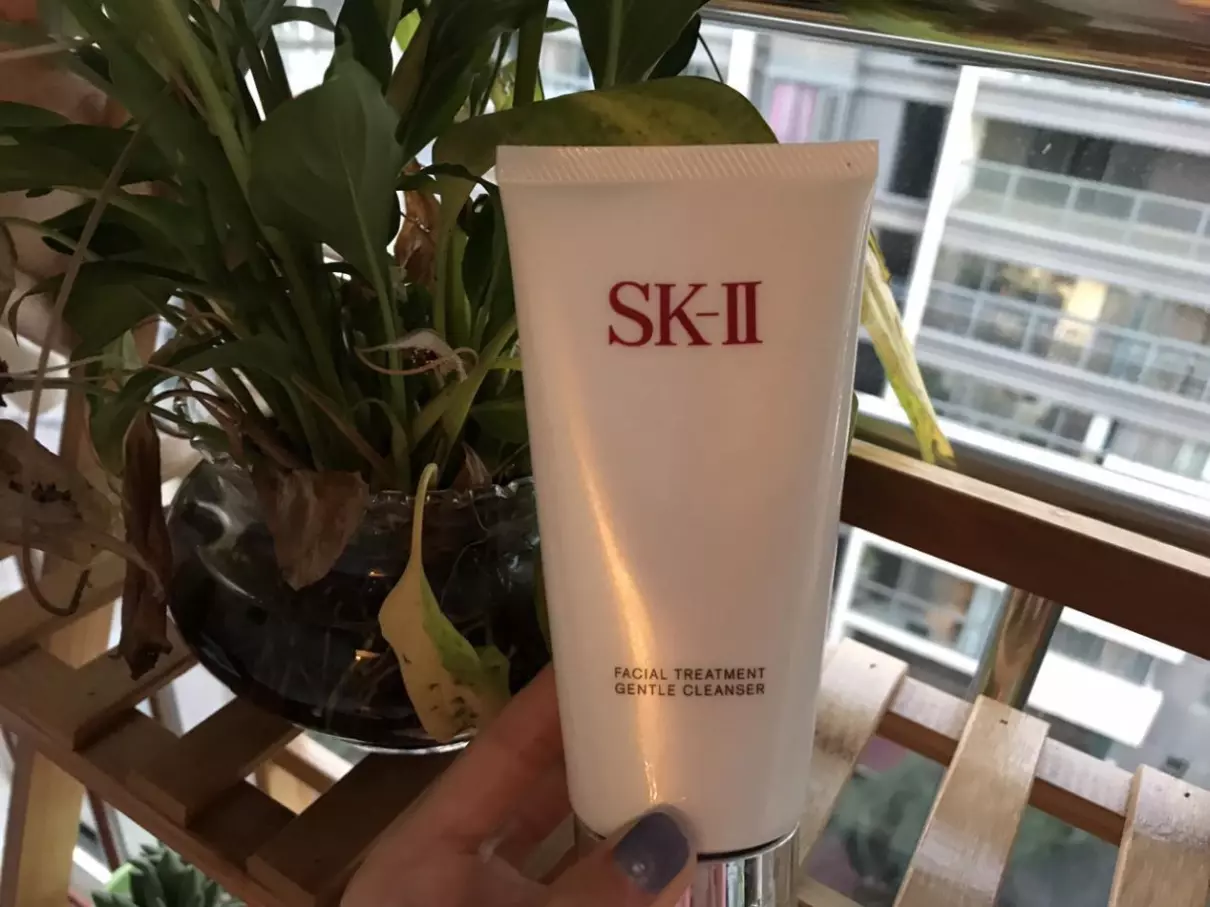 SK-II
FACIAL TREATMENT
GENTLE CLEANSER